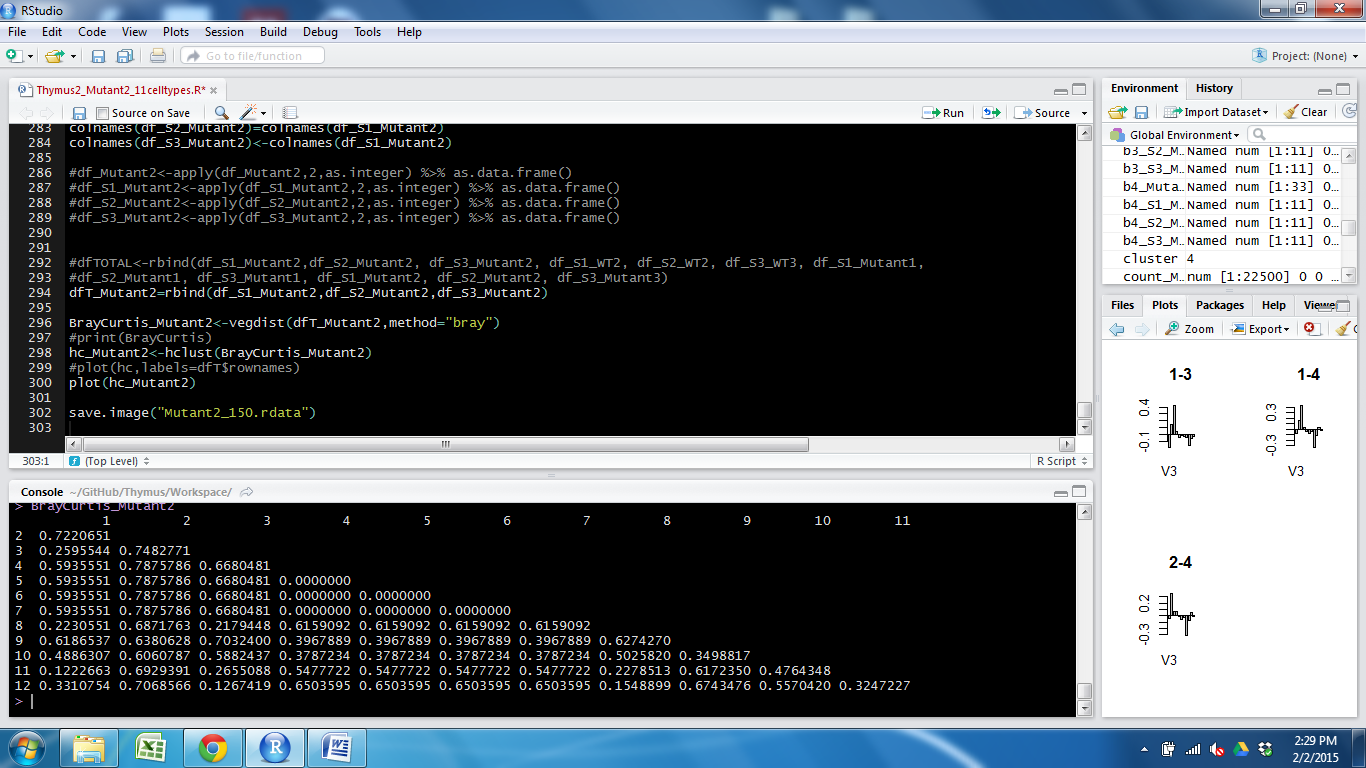 RStudio
File Edit Code View Plots Session Build Debug Tools Help
Go to file/function
Project: (None)
Thymus2_Mutant2_11celltypes.R*
Source on Save
Run
Source
283 colnames(df_S2_Mutant2)=colnames(df_S1_Mutant2)
284 colnames(df_S3_Mutant2)<-colnames(df_S1_Mutant2)
285
286 #df_Mutant2<-apply(df_Mutant2,2,as.integer) %>% as.data.frame()
287 #df_S1_Mutant2<-apply(df_S1_Mutant2,2,as.integer) %>% as.data.frame()
288 #df_S2_Mutant2<-apply(df_S2_Mutant2,2,as.integer) %>% as.data.frame()
289 #df_S3_Mutant2<-apply(df_S3_Mutant2,2,as.integer) %>% as.data.frame()
290
291
292 #dfTOTAL<-rbind(df_S1_Mutant2,df_S2_Mutant2, df_S3_Mutant2, df_S1_WT2, df_S2_WT2, df_S3_WT3, df_S1_Mutant1,
293 #df_S2_Mutant1, df_S3_Mutant1, df_S1_Mutant2, df_S2_Mutant2, df_S3_Mutant3)
294 dfT_Mutant2=rbind(df_S1_Mutant2,df_S2_Mutant2,df_S3_Mutant2)
295
296 BrayCurtis_Mutant2<-vegdist(dfT_Mutant2,method="bray")
297 #print(BrayCurtis)
298 hc_Mutant2<-hclust(BrayCurtis_Mutant2)
299 #plot(hc,labels=dfT$rownames)
300 plot(hc_Mutant2)
301
302 save.image("Mutant2_150.rdata")
303
303:1 (Top Level) R Script
Console ~/GitHub/Thymus/Workspace/
> BrayCurtis_Mutant2
1 2 3 4 5 6 7 8 9 10 11
2 0.7220651
3 0.2595544 0.7482771
4 0.5935551 0.7875786 0.6680481
5 0.5935551 0.7875786 0.6680481 0.0000000
6 0.5935551 0.7875786 0.6680481 0.0000000 0.0000000
7 0.5935551 0.7875786 0.6680481 0.0000000 0.0000000 0.0000000
8 0.2230551 0.6871763 0.2179448 0.6159092 0.6159092 0.6159092 0.6159092
9 0.6186537 0.6380628 0.7032400 0.3967889 0.3967889 0.3967889 0.3967889 0.6274270
10 0.4886307 0.6060787 0.5882437 0.3787234 0.3787234 0.3787234 0.3787234 0.5025820 0.3499817
11 0.1222663 0.6929391 0.2655088 0.5477722 0.5477722 0.5477722 0.5477722 0.2278513 0.6172350 0.4764348
12 0.3310754 0.7068566 0.1267419 0.6503595 0.6503595 0.6503595 0.6503595 0.1548899 0.6743476 0.5570420 0.3247227
>
Environment History
Import Dataset Clear
Global Environment
b3_S2_M… Named num [1:11] 0…
b3_S3_M… Named num [1:11] 0…
b4_Muta… Named num [1:33] 0…
b4_S1_M… Named num [1:11] 0…
b4_S2_M… Named num [1:11] 0…
b4_S3_M… Named num [1:11] 0…
cluster 4
count_M… num [1:22500] 0 0 …
Files Plots Packages Help Viewe
Zoom Export C
1-3 1-4
-0.1 0.4 -0.3 0.3
V3 V3
2-4
-0.3 0.2
V3
2:29 PM
2/2/2015